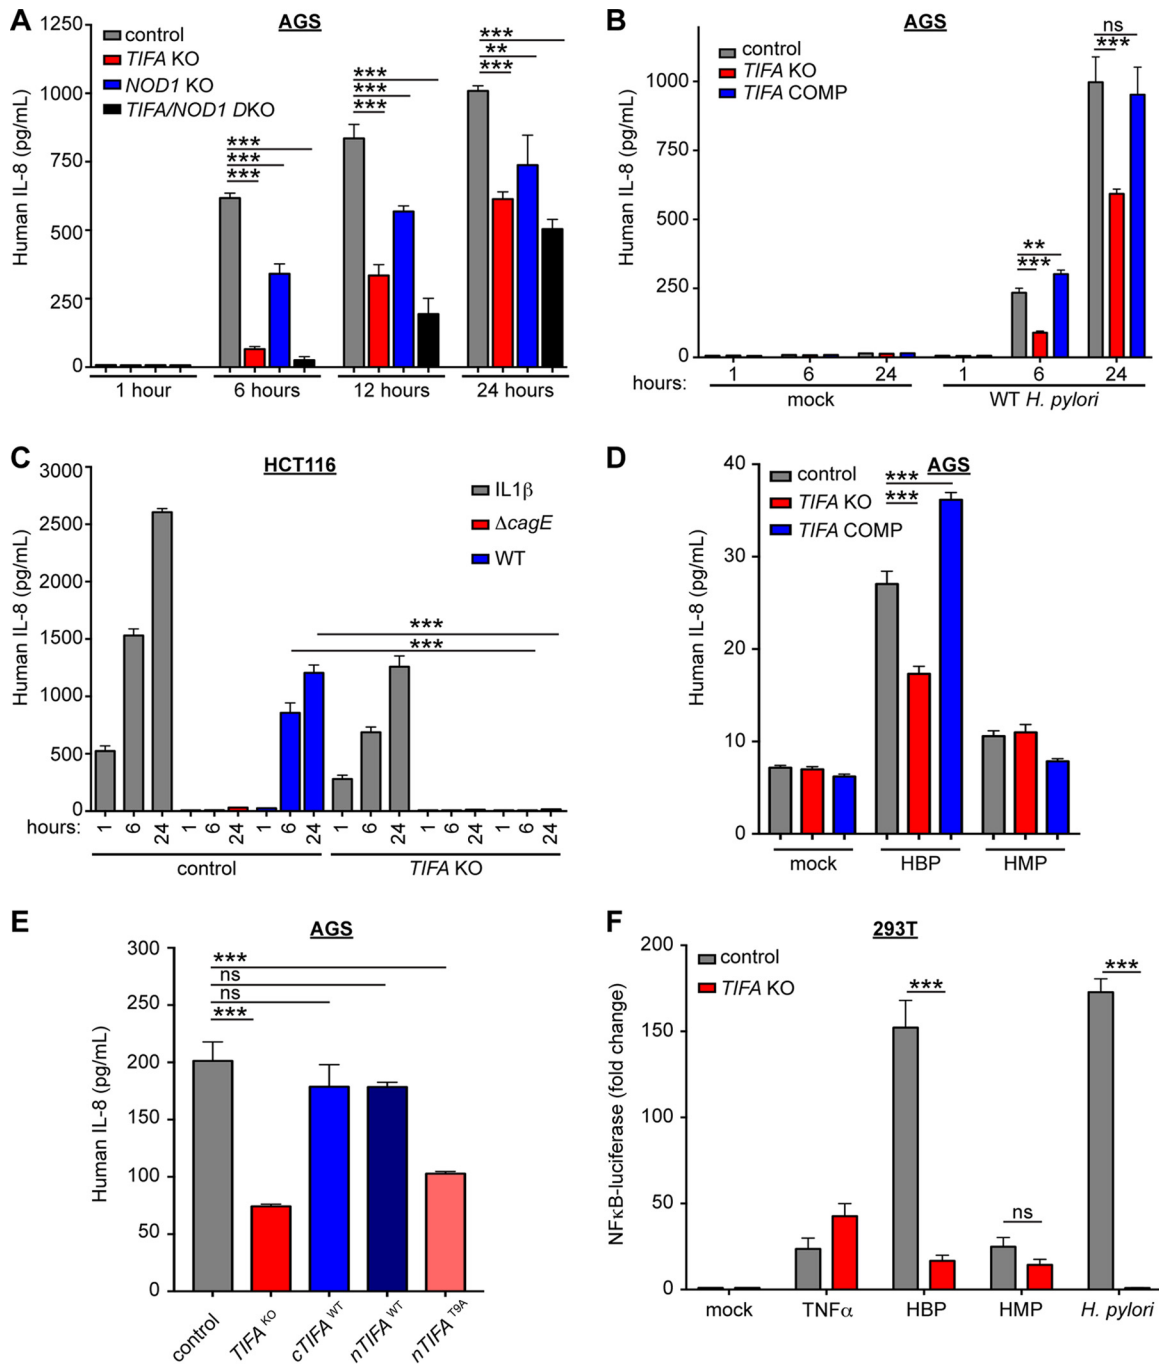 A
AGS
Human IL-8 (pg/mL)
1250
1000
750
500
250
0
control
TIFA KO
NOD1 KO
TIFA/NOD1 DKO
***
***
***
***
***
***
***
**
***
1 hour
6 hours
12 hours
24 hours
B
AGS
Human IL-8 (pg/mL)
1000
750
500
250
0
control
TIFA KO
TIFA COMP
**
***
ns
***
hours: 1 6 24 1 6 24
mock
WT H. pylori
C
HCT116
Human IL-8 (pg/mL)
3000
2500
2000
1500
1000
500
0
IL1β
ΔcagE
WT
***
***
hours: 1 6 24 1 6 24 1 6 24 1 6 24 1 6 24 1 6 24
control
TIFA KO
D
AGS
Human IL-8 (pg/mL)
40
30
20
10
0
control
TIFA KO
TIFA COMP
***
***
mock
HBP
HMP
E
AGS
Human IL-8 (pg/mL)
300
250
200
150
100
50
0
***
ns
ns
***
control
TIFA KO
cTIFA WT
nTIFA WT
nTIFA T9A
F
293T
NFκB-luciferase (fold change)
200
150
100
50
0
control
TIFA KO
***
ns
***
mock
TNFα
HBP
HMP
H. pylori